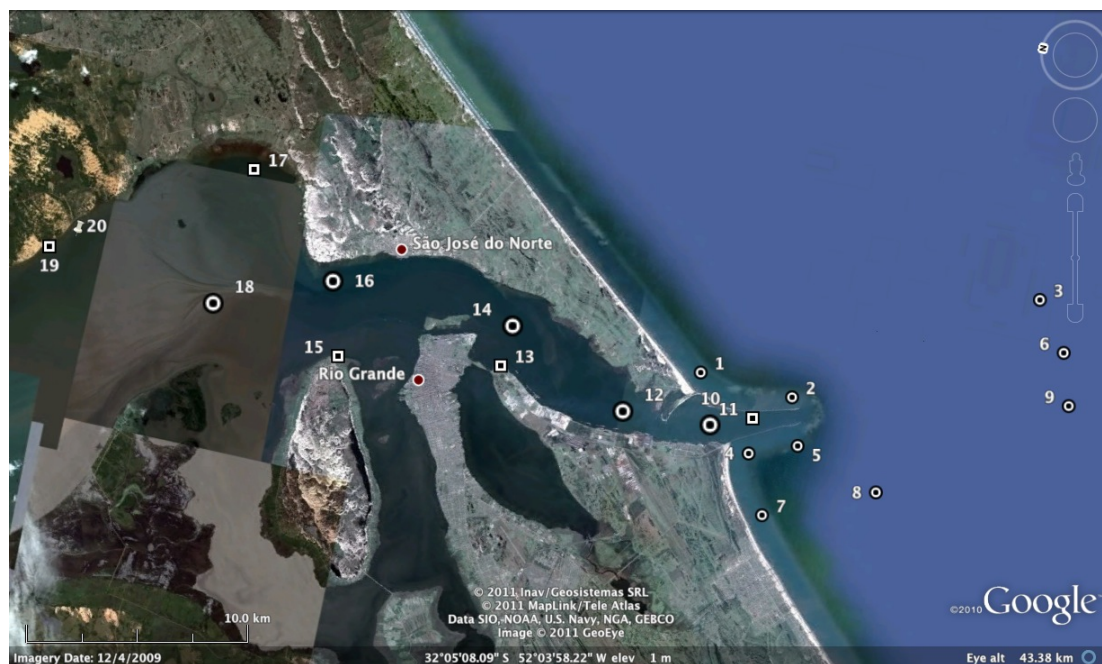 N
17
20
19
São José do Norte
16
18
14
3
15
Rio Grande
13
1
6
2
12
10
11
9
4
5
8
7
© 2011 Inav/Geosistemas SRL
© 2011 MapLink/Tele Atlas
Data SIO, NOAA, U.S. Navy, NGA, GEBCO
Image © 2011 GeoEye
10.0 km
©2010 Google
Imagery Date: 12/4/2009
32°05'08.09" S 52°03'58.22" W elev 1 m
Eye alt 43.38 km